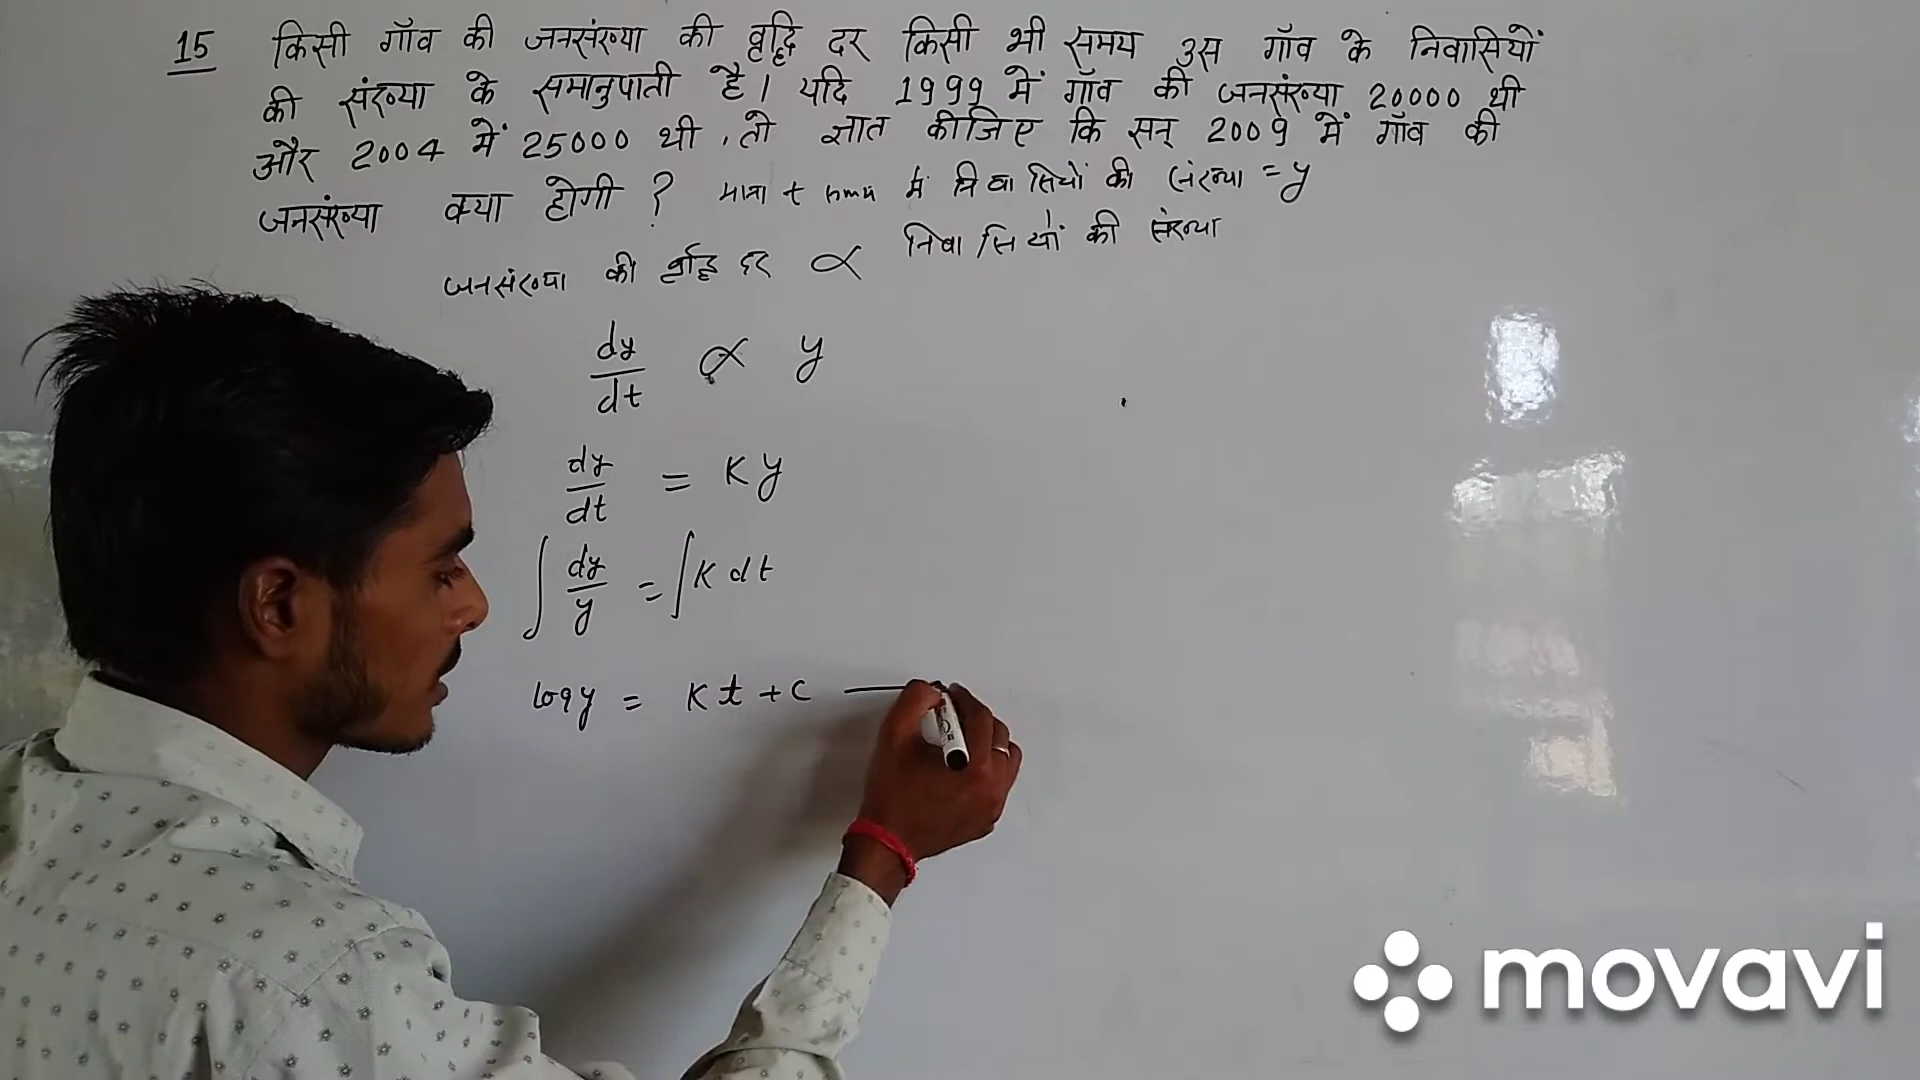 15 किसी गाँव की जनसंख्या की वृद्धि दर किसी भी समय उस गाँव के निवासियों
की संख्या के समानुपाती है। यदि 1999 में गाँव की जनसंख्या 20000 थी
और 2004 में 25000 थी, तो ज्ञात कीजिए कि सन् 2009 में गाँव की
जनसंख्या क्या होगी ? माना t समय में निवासियों की संख्या = y
जनसंख्या की वृद्धि दर ∝ निवासियों की संख्या
dy/dt ∝ y
dy/dt = Ky
∫ dy/y = ∫ K dt
log y = Kt + C
movavi